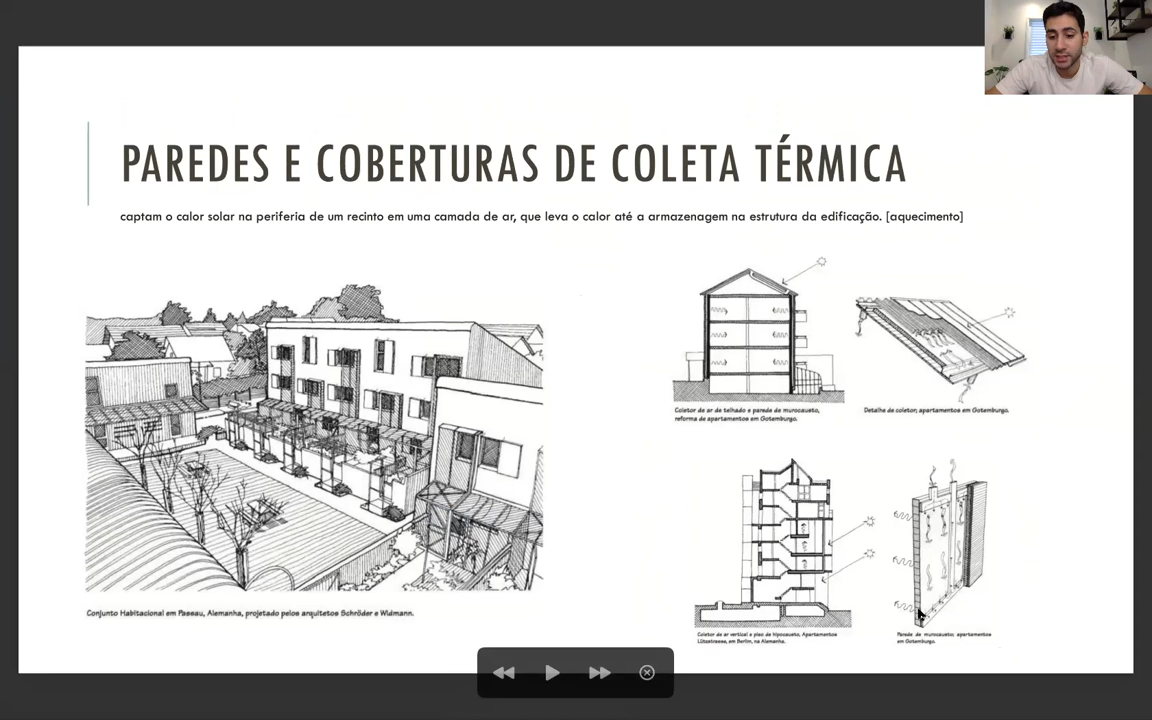 PAREDES E COBERTURAS DE COLETA TÉRMICA
captam o calor solar na periferia de um recinto em uma camada de ar, que leva o calor até a armazenagem na estrutura da edificação. [aquecimento]
Coletor de ar de telhado e parede de murocausto,
reforma de apartamentos em Gotemburgo.
Detalhe de coletor; apartamentos em Gotemburgo.
Conjunto Habitacional em Passau, Alemanha, projetado pelos arquitetos Schröder e Widmann.
Coletor de ar vertical e piso de hipocausto. Apartamentos
Lützstrasse, em Berlim, na Alemanha.
Parede de murocausto; apartamentos
em Gotemburgo.